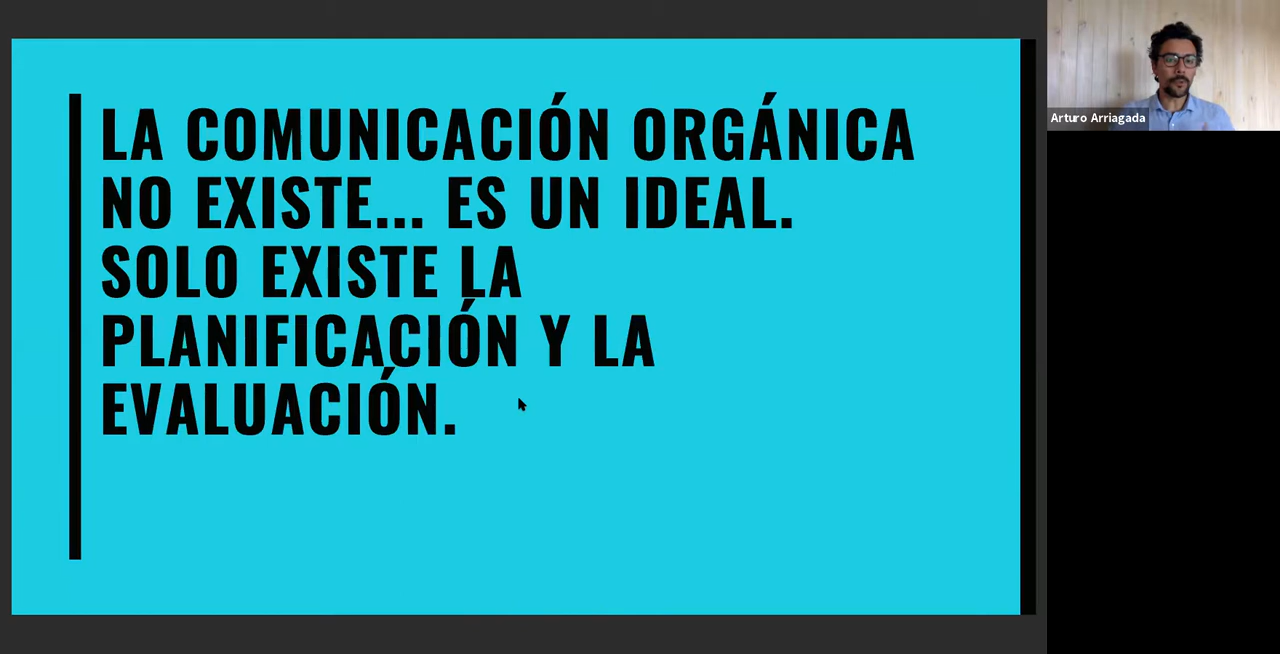 LA COMUNICACIÓN ORGÁNICA
NO EXISTE... ES UN IDEAL.
SOLO EXISTE LA
PLANIFICACIÓN Y LA
EVALUACIÓN.
Arturo Arriagada